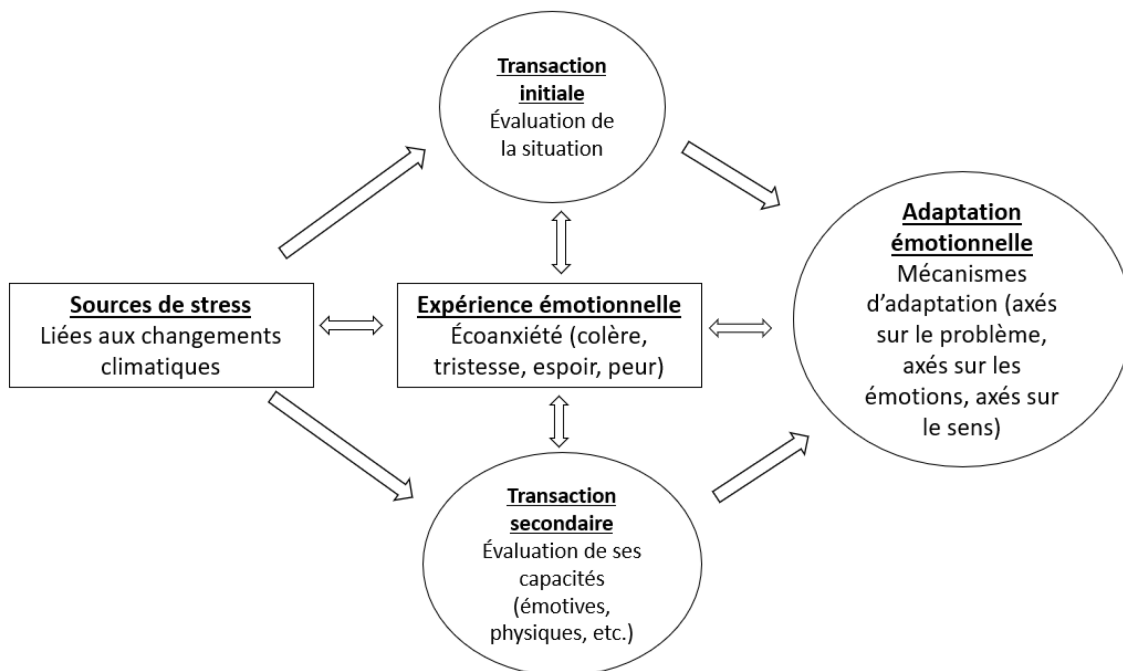 Transaction
initiale
Évaluation de
la situation
Sources de stress
Liées aux changements
climatiques
Expérience émotionnelle
Écoanxiété (colère,
tristesse, espoir, peur)
Adaptation
émotionnelle
Mécanismes
d’adaptation (axés
sur le problème,
axés sur les
émotions, axés sur
le sens)
Transaction
secondaire
Évaluation de ses
capacités
(émotives,
physiques, etc.)